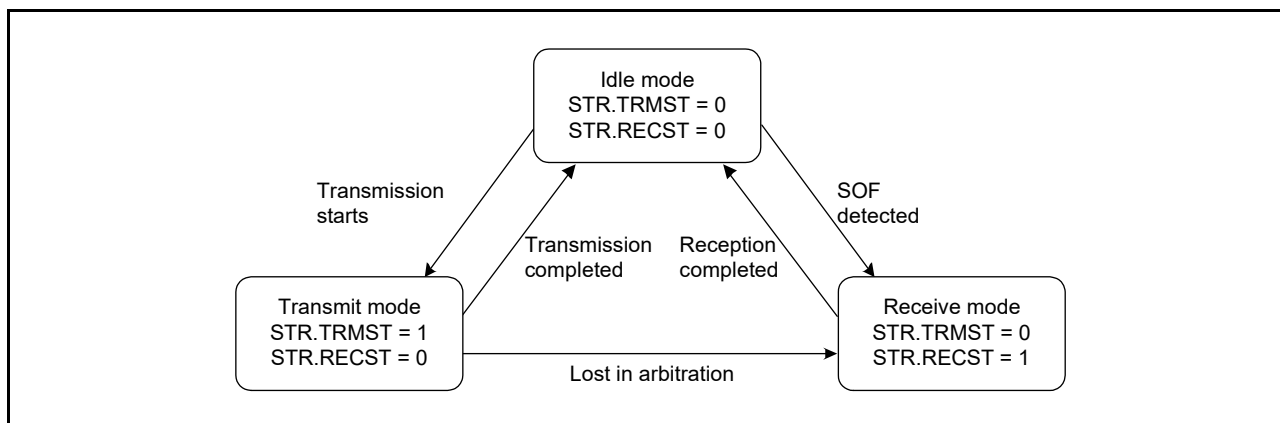 Idle mode
STR.TRMST = 0
STR.RECST = 0
Transmission
starts
SOF
detected
Transmission
completed
Reception
completed
Transmit mode
STR.TRMST = 1
STR.RECST = 0
Receive mode
STR.TRMST = 0
STR.RECST = 1
Lost in arbitration